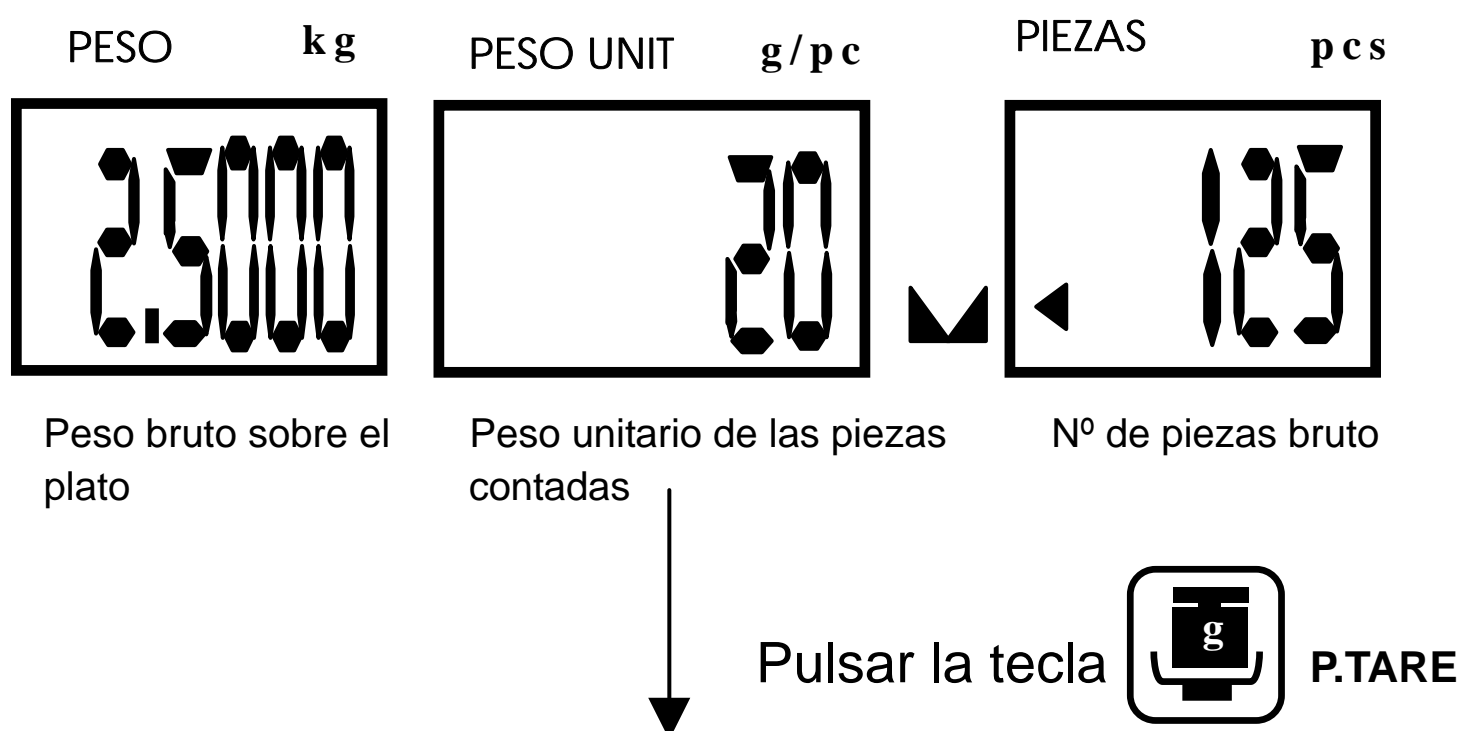 PESO kg PESO UNIT g/pc PIEZAS pcs
2.5000 20 125
Peso bruto sobre el plato
Peso unitario de las piezas contadas
Nº de piezas bruto
Pulsar la tecla g P.TARE